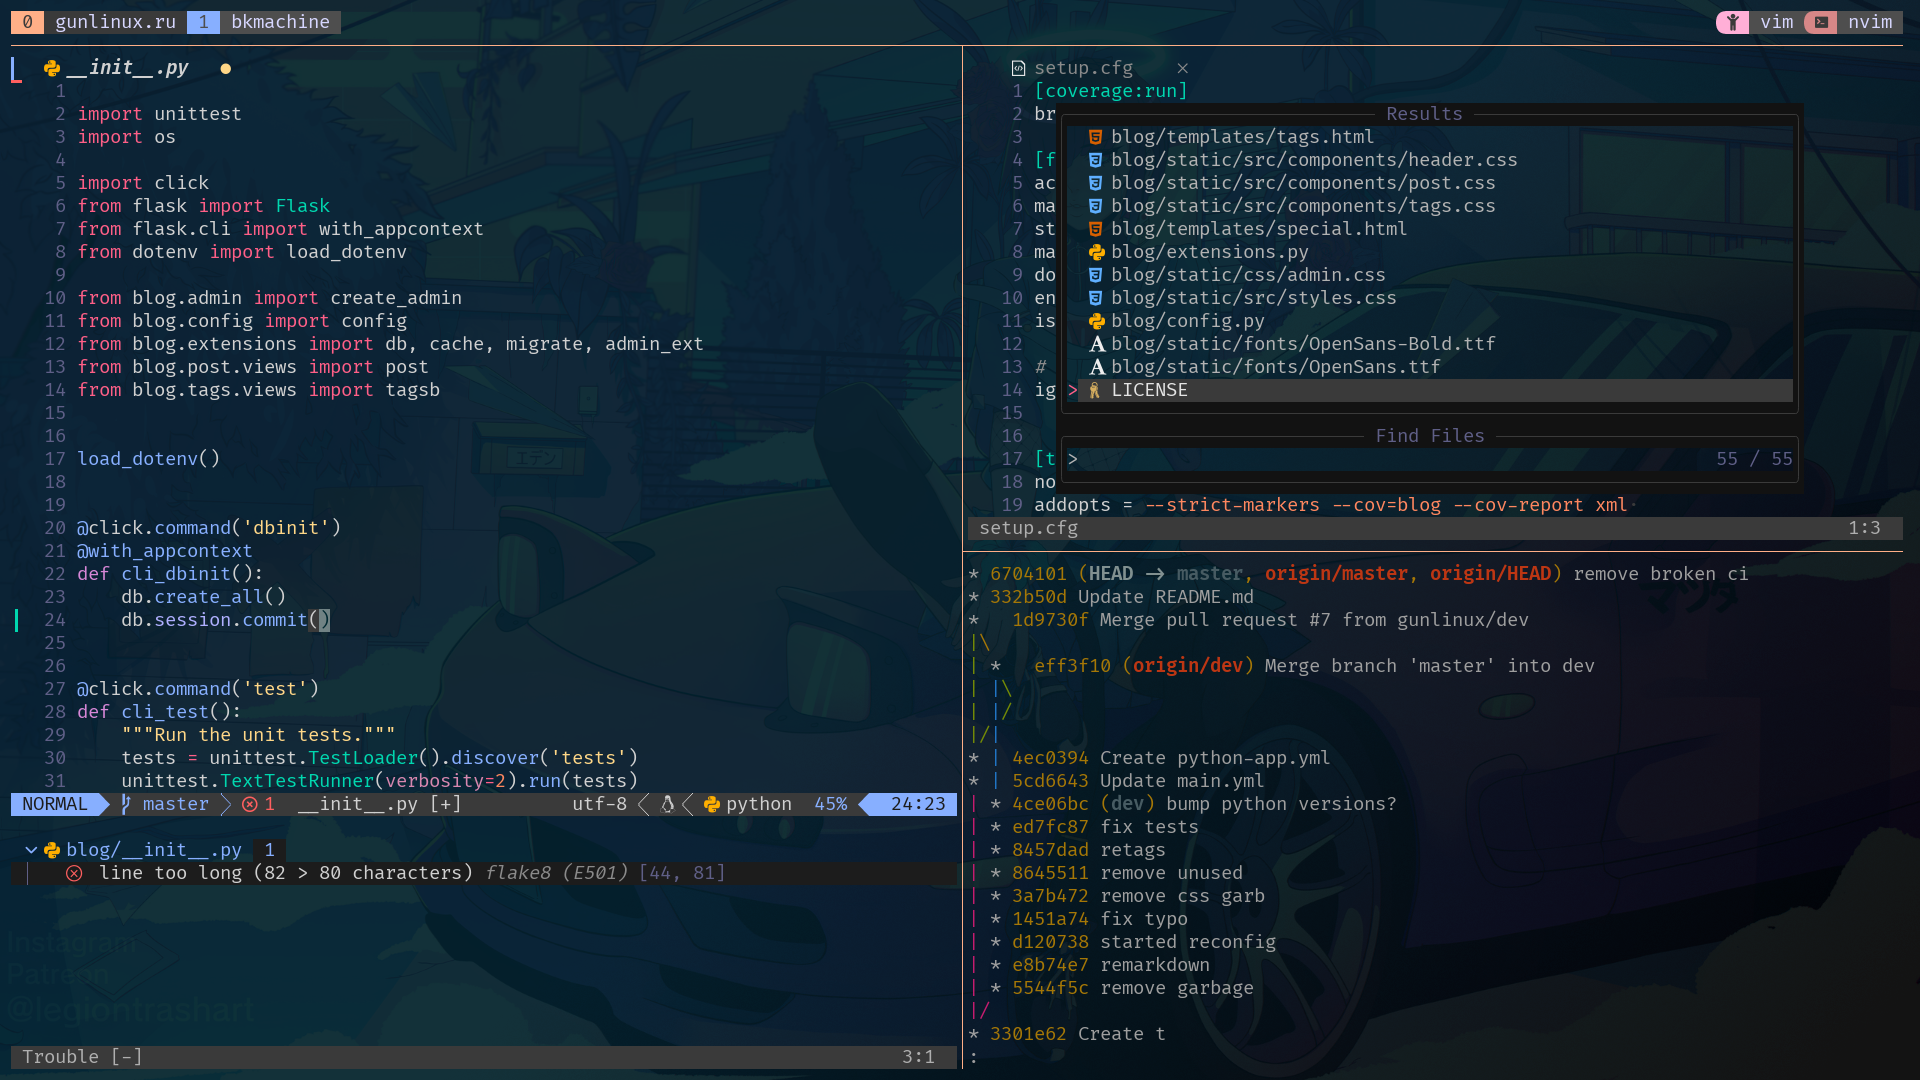 0 gunlinux.ru 1 bkmachine
vim nvim
__init__.py
1
2 import unittest
3 import os
4
5 import click
6 from flask import Flask
7 from flask.cli import with_appcontext
8 from dotenv import load_dotenv
9
10 from blog.admin import create_admin
11 from blog.config import config
12 from blog.extensions import db, cache, migrate, admin_ext
13 from blog.post.views import post
14 from blog.tags.views import tagsb
15
16
17 load_dotenv()
18
19
20 @click.command('dbinit')
21 @with_appcontext
22 def cli_dbinit():
23     db.create_all()
24     db.session.commit()
25
26
27 @click.command('test')
28 def cli_test():
29     """Run the unit tests."""
30     tests = unittest.TestLoader().discover('tests')
31     unittest.TextTestRunner(verbosity=2).run(tests)
NORMAL master 1 __init__.py [+] utf-8 python 45% 24:23
blog/__init__.py 1
line too long (82 > 80 characters) flake8 (E501) [44, 81]
Instagram
Patreon
@legiontrashart
Trouble [-] 3:1
setup.cfg ×
1 [coverage:run]
2 br
3
4 [f
5 ac
6 ma
7 st
8 ma
9 do
10 en
11 is
12
13 #
14 ig
15
16
17 [t
18 no
19 addopts = --strict-markers --cov=blog --cov-report xml
Results
blog/templates/tags.html
blog/static/src/components/header.css
blog/static/src/components/post.css
blog/static/src/components/tags.css
blog/templates/special.html
blog/extensions.py
blog/static/css/admin.css
blog/static/src/styles.css
blog/config.py
blog/static/fonts/OpenSans-Bold.ttf
blog/static/fonts/OpenSans.ttf
> LICENSE
Find Files
> 55 / 55
setup.cfg 1:3
* 6704101 (HEAD -> master, origin/master, origin/HEAD) remove broken ci
* 332b50d Update README.md
*   1d9730f Merge pull request #7 from gunlinux/dev
|\
| *   eff3f10 (origin/dev) Merge branch 'master' into dev
| |\
| |/
|/|
* | 4ec0394 Create python-app.yml
* | 5cd6643 Update main.yml
| * 4ce06bc (dev) bump python versions?
| * ed7fc87 fix tests
| * 8457dad retags
| * 8645511 remove unused
| * 3a7b472 remove css garb
| * 1451a74 fix typo
| * d120738 started reconfig
| * e8b74e7 remarkdown
| * 5544f5c remove garbage
|/
* 3301e62 Create t
:
エデン